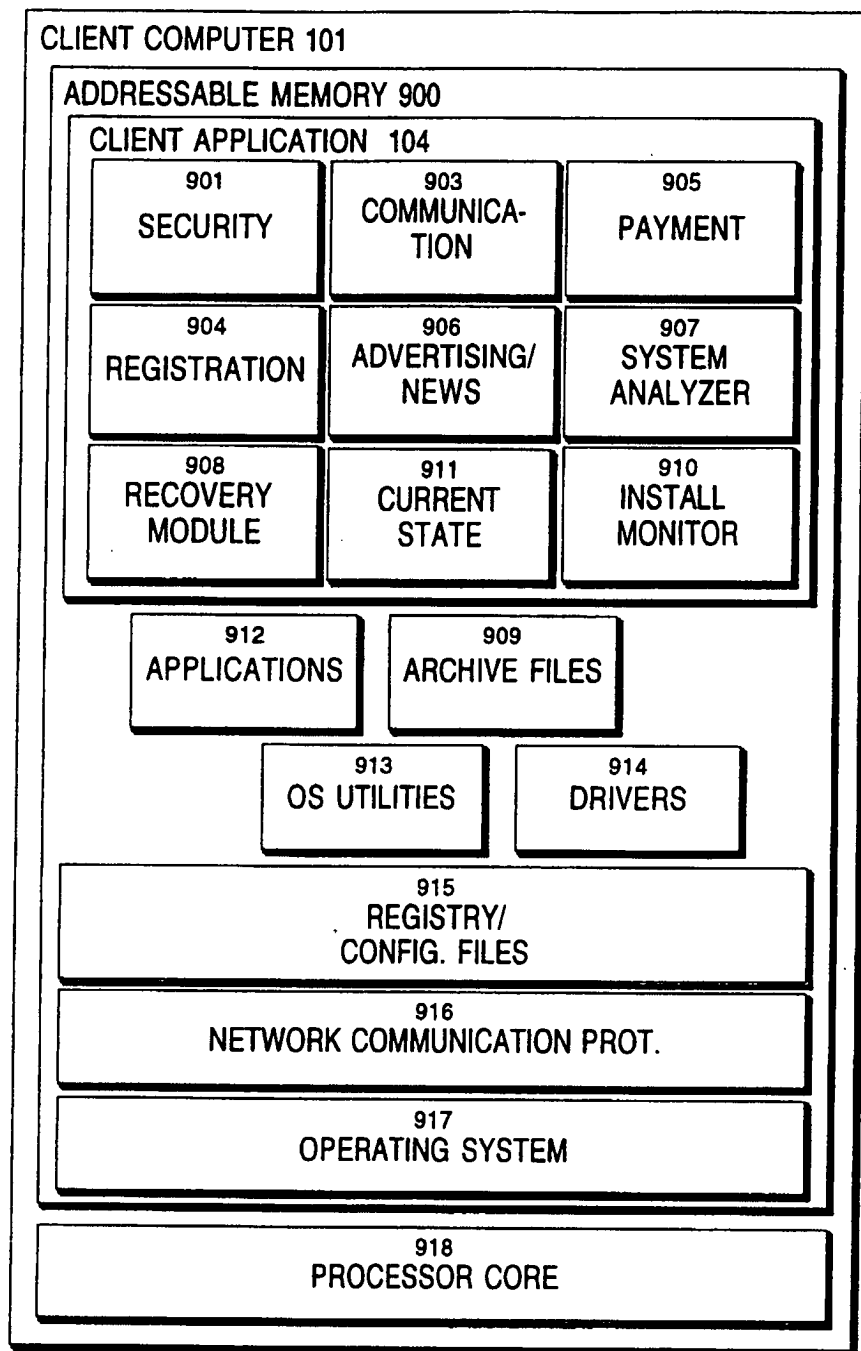 CLIENT COMPUTER 101
ADDRESSABLE MEMORY 900
CLIENT APPLICATION 104
901
SECURITY
903
COMMUNICA-
TION
905
PAYMENT
904
REGISTRATION
906
ADVERTISING/
NEWS
907
SYSTEM
ANALYZER
908
RECOVERY
MODULE
911
CURRENT
STATE
910
INSTALL
MONITOR
912
APPLICATIONS
909
ARCHIVE FILES
913
OS UTILITIES
914
DRIVERS
915
REGISTRY/
CONFIG. FILES
916
NETWORK COMMUNICATION PROT.
917
OPERATING SYSTEM
918
PROCESSOR CORE